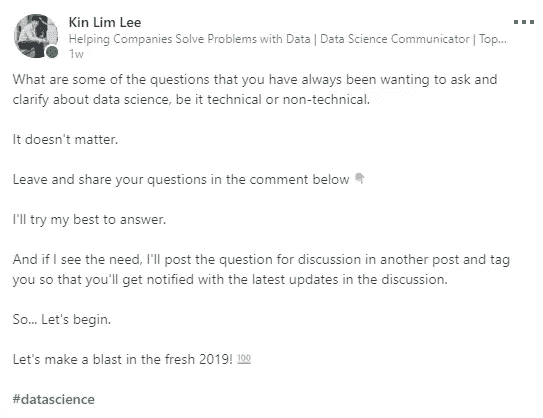 Kin Lim Lee
Helping Companies Solve Problems with Data | Data Science Communicator | Top...
1w
What are some of the questions that you have always been wanting to ask and
clarify about data science, be it technical or non-technical.
It doesn't matter.
Leave and share your questions in the comment below 👇
I'll try my best to answer.
And if I see the need, I'll post the question for discussion in another post and tag
you so that you'll get notified with the latest updates in the discussion.
So... Let's begin.
Let's make a blast in the fresh 2019! 💯
#datascience